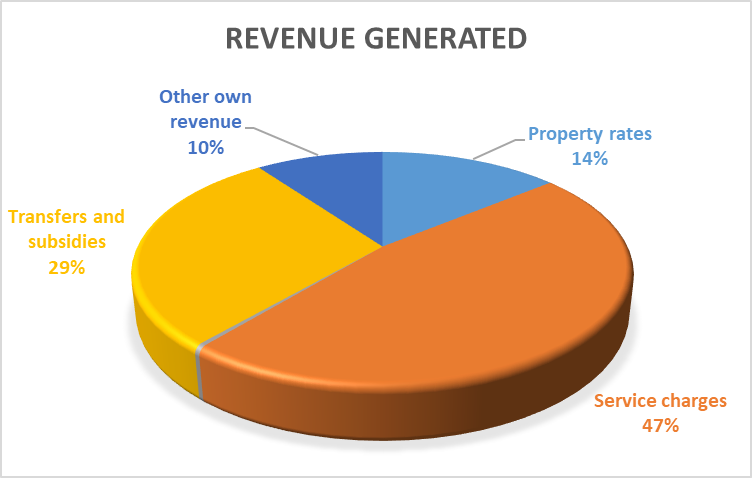 REVENUE GENERATED
Other own
revenue
10%
Property rates
14%
Transfers and
subsidies
29%
Service charges
47%